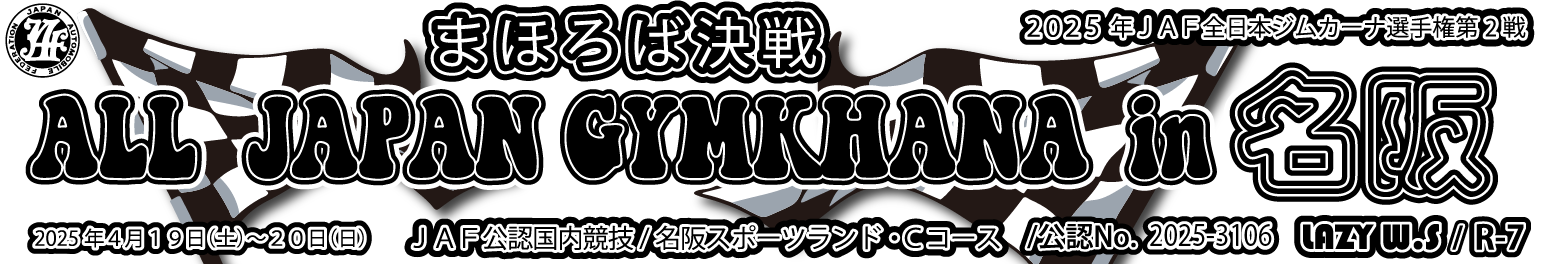 JAPAN AUTOMOBILE FEDERATION
JAF
まほろば決戦
2025年JAF全日本ジムカーナ選手権第2戦
ALL JAPAN GYMKHANA in 名阪
2025年4月19日(土)~20日(日)
JAF公認国内競技/名阪スポーツランド・Cコース /公認No. 2025-3106 LAZY W.S / R-7